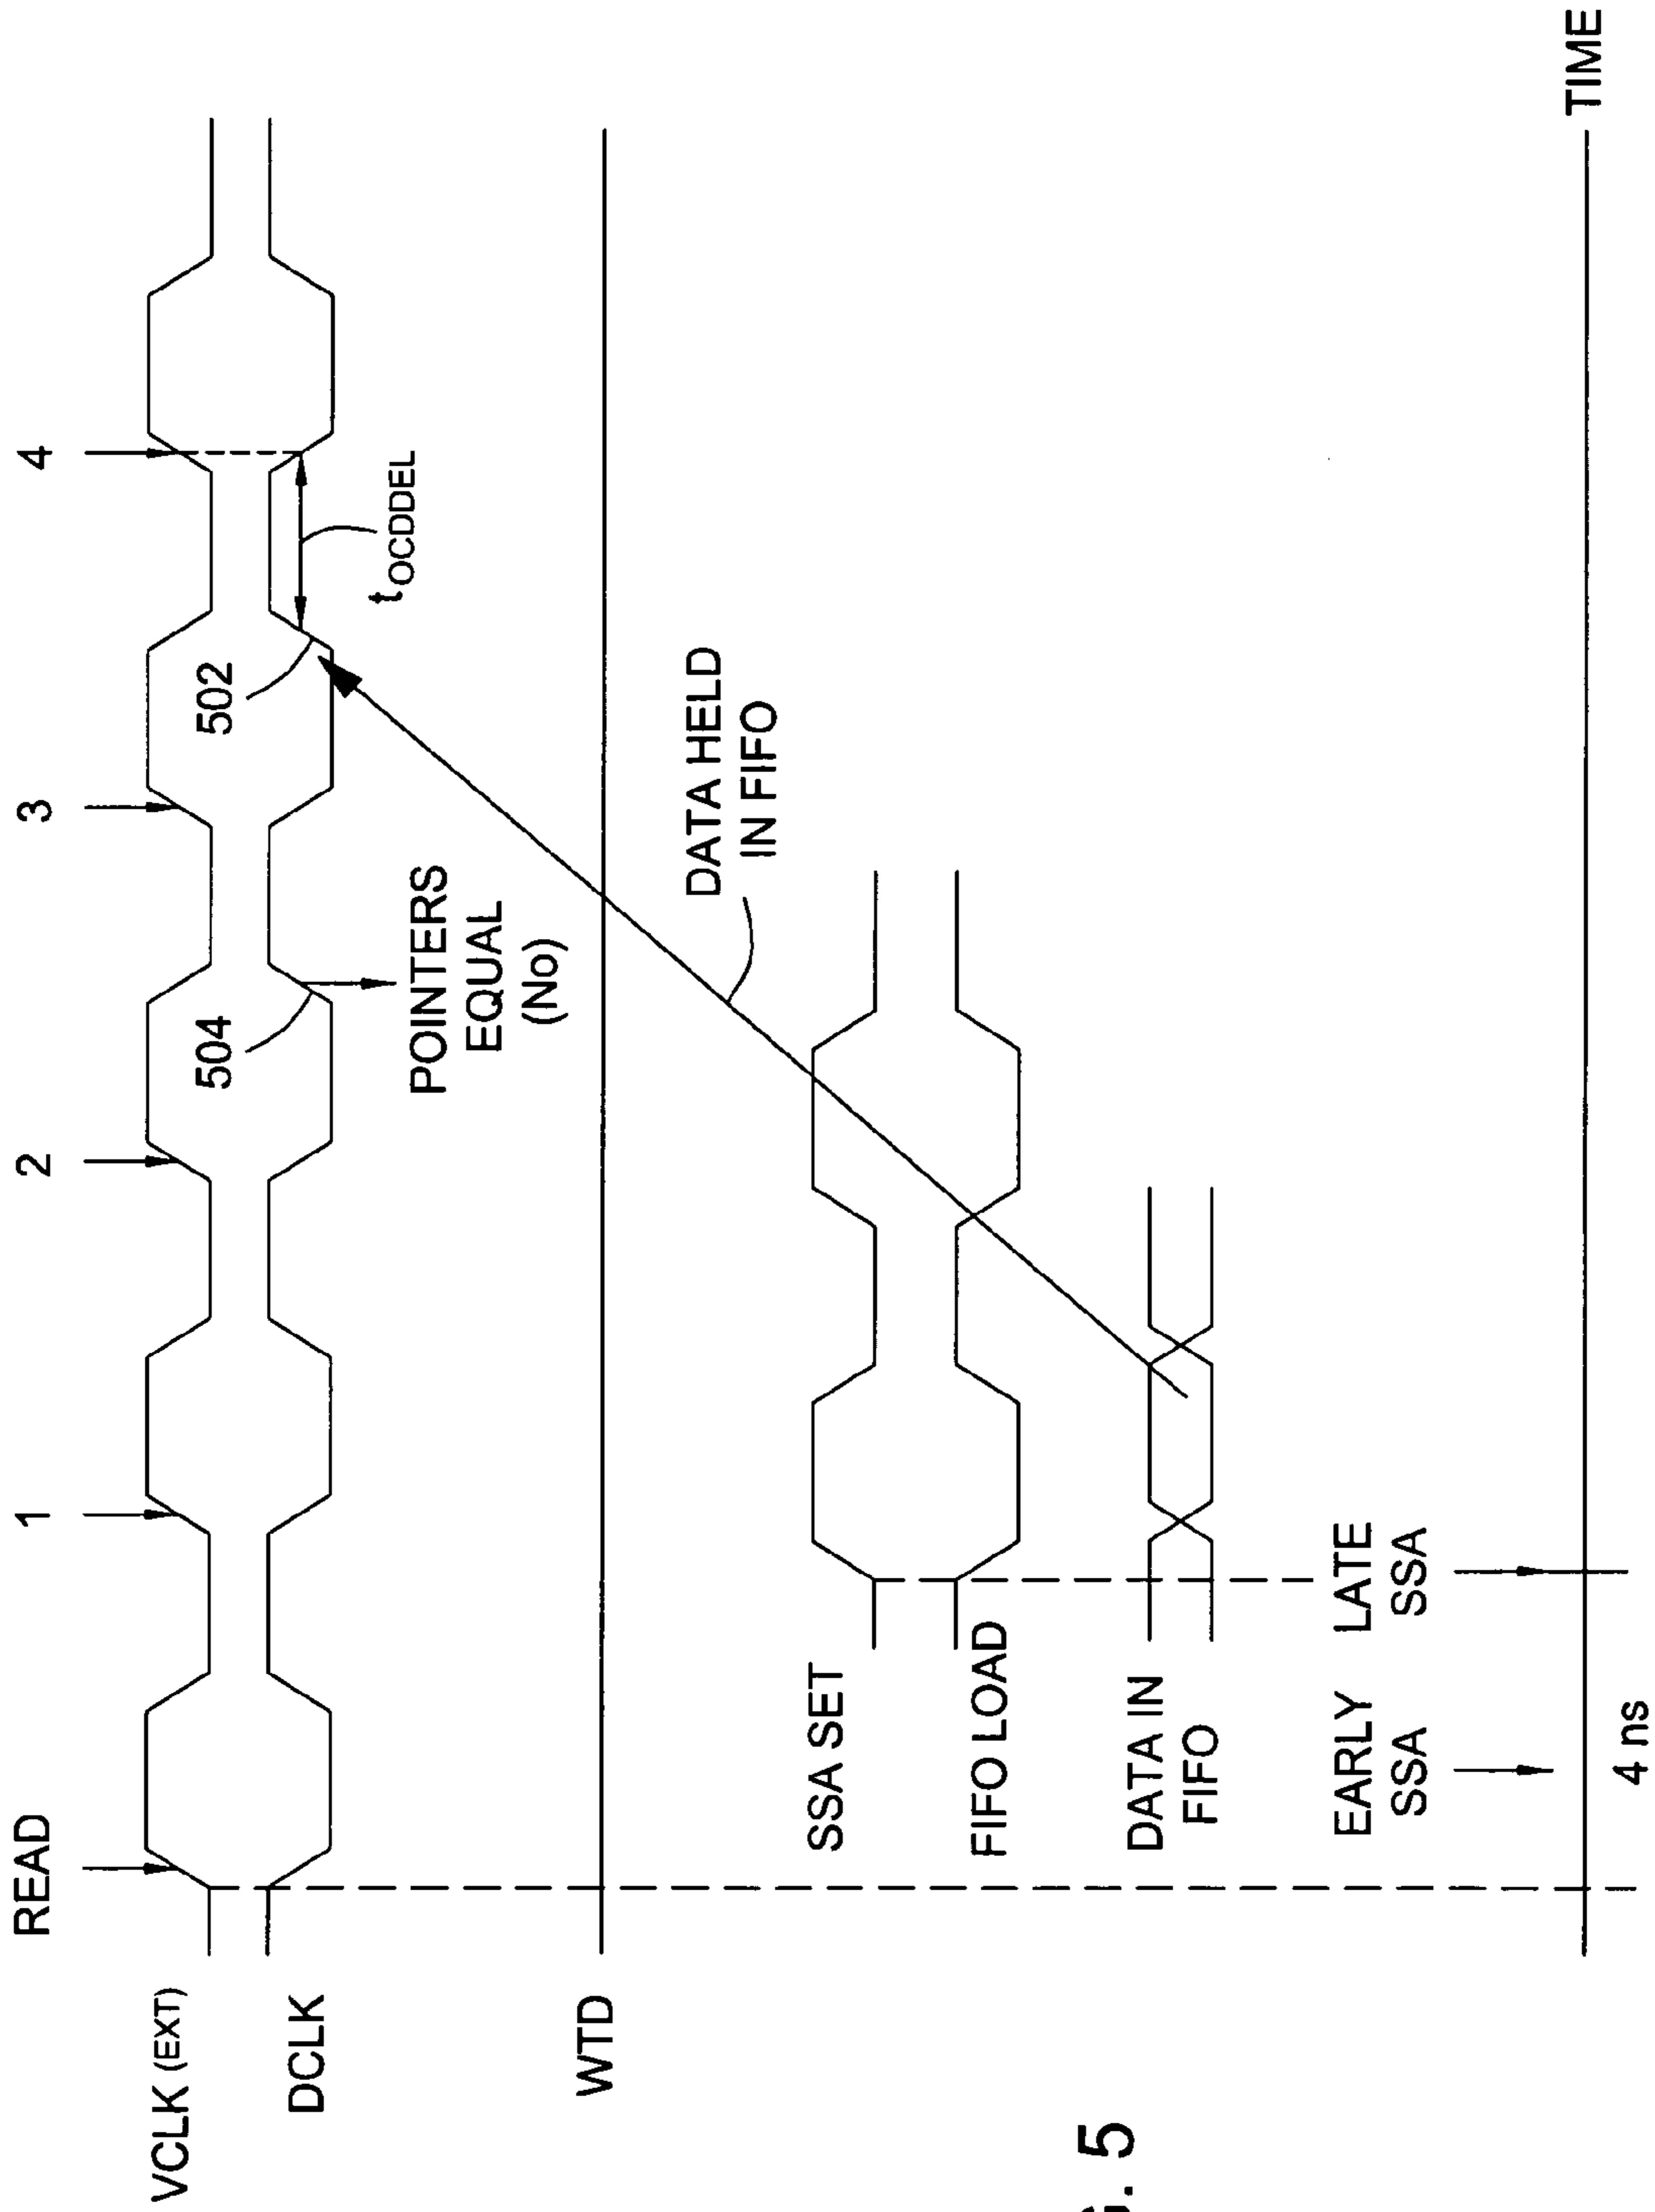 READ
1
2
3
4
VCLK (EXT)
DCLK
502
504
tOCDDEL
POINTERS
EQUAL
(No)
WTD
DATA HELD
IN FIFO
SSA SET
FIFO LOAD
DATA IN
FIFO
EARLY
SSA
LATE
SSA
4 ns
TIME
. 5